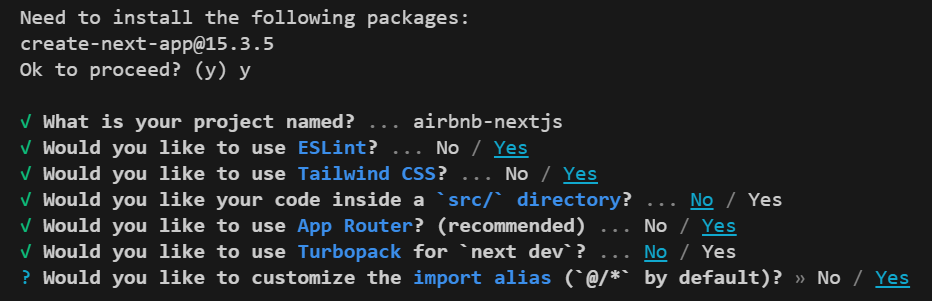 Need to install the following packages:
create-next-app@15.3.5
Ok to proceed? (y) y
√ What is your project named? ... airbnb-nextjs
√ Would you like to use ESLint? ... No / Yes
√ Would you like to use Tailwind CSS? ... No / Yes
√ Would you like your code inside a `src/` directory? ... No / Yes
√ Would you like to use App Router? (recommended) ... No / Yes
√ Would you like to use Turbopack for `next dev`? ... No / Yes
? Would you like to customize the import alias (`@/*` by default)? » No / Yes